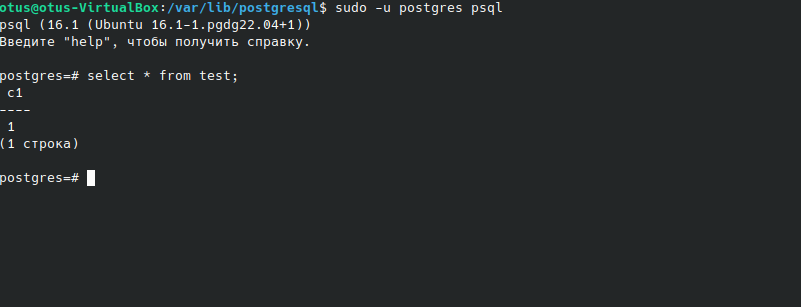 otus@otus-VirtualBox:/var/lib/postgresql$ sudo -u postgres psql
psql (16.1 (Ubuntu 16.1-1.pgdg22.04+1))
Введите "help", чтобы получить справку.
postgres=# select * from test;
c1
----
1
(1 строка)
postgres=#